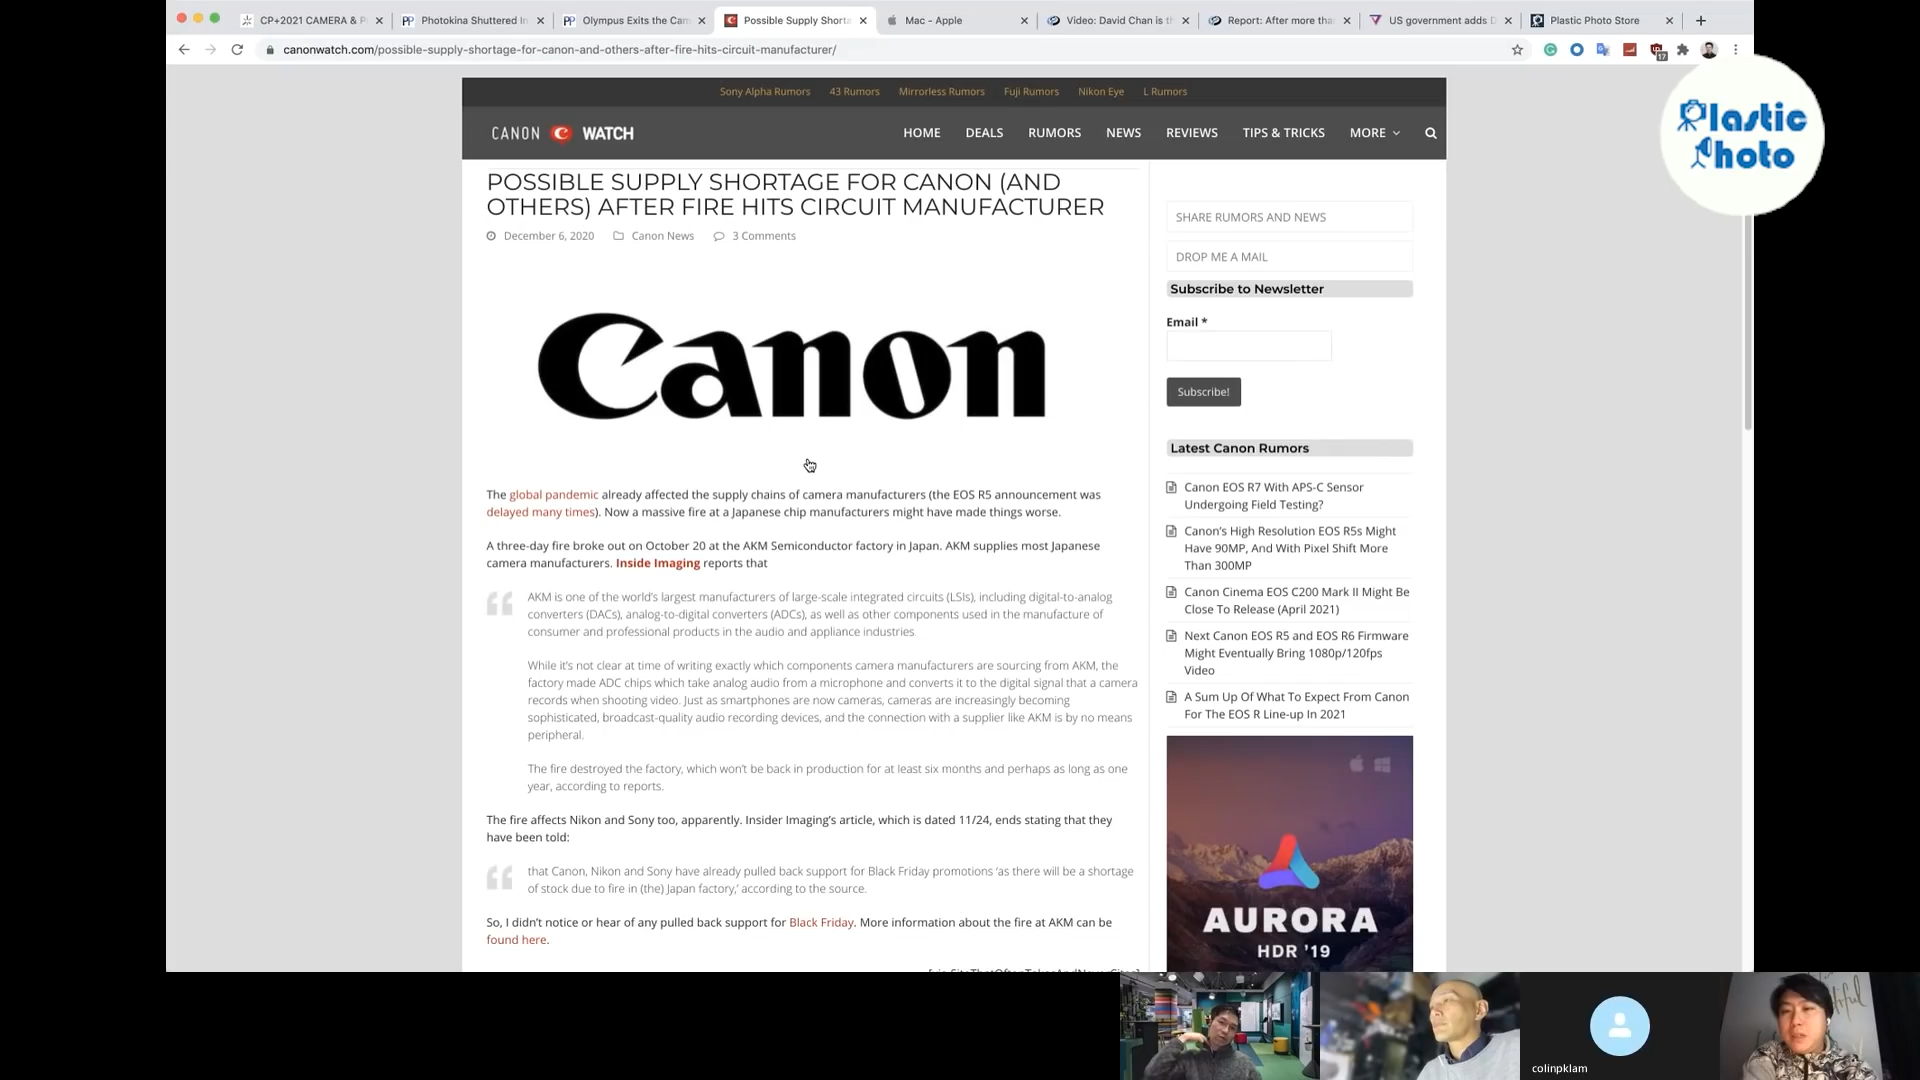 CP+2021 CAMERA & P
Photokina Shuttered In
Olympus Exits the Cam
Possible Supply Shorta
Mac - Apple
Video: David Chan is th
Report: After more tha
US government adds D
Plastic Photo Store
canonwatch.com/possible-supply-shortage-for-canon-and-others-after-fire-hits-circuit-manufacturer/
17
Plastic
Photo
Sony Alpha Rumors 43 Rumors Mirrorless Rumors Fuji Rumors Nikon Eye L Rumors
CANON WATCH
HOME DEALS RUMORS NEWS REVIEWS TIPS & TRICKS MORE
POSSIBLE SUPPLY SHORTAGE FOR CANON (AND
OTHERS) AFTER FIRE HITS CIRCUIT MANUFACTURER
December 6, 2020 Canon News 3 Comments
Canon
The global pandemic already affected the supply chains of camera manufacturers (the EOS R5 announcement was
delayed many times). Now a massive fire at a Japanese chip manufacturers might have made things worse.
A three-day fire broke out on October 20 at the AKM Semiconductor factory in Japan. AKM supplies most Japanese
camera manufacturers. Inside Imaging reports that
AKM is one of the world's largest manufacturers of large-scale integrated circuits (LSIs), including digital-to-analog
converters (DACs), analog-to-digital converters (ADCs), as well as other components used in the manufacture of
consumer and professional products in the audio and appliance industries
While it's not clear at time of writing exactly which components camera manufacturers are sourcing from AKM, the
factory made ADC chips which take analog audio from a microphone and converts it to the digital signal that a camera
records when shooting video. Just as smartphones are now cameras, cameras are increasingly becoming
sophisticated, broadcast-quality audio recording devices, and the connection with a supplier like AKM is by no means
peripheral.
The fire destroyed the factory, which won't be back in production for at least six months and perhaps as long as one
year, according to reports.
The fire affects Nikon and Sony too, apparently. Insider Imaging's article, which is dated 11/24, ends stating that they
have been told:
that Canon, Nikon and Sony have already pulled back support for Black Friday promotions 'as there will be a shortage
of stock due to fire in (the) Japan factory,' according to the source.
So, I didn't notice or hear of any pulled back support for Black Friday. More information about the fire at AKM can be
found here.
SHARE RUMORS AND NEWS
DROP ME A MAIL
Subscribe to Newsletter
Email *
Subscribe!
Latest Canon Rumors
Canon EOS R7 With APS-C Sensor
Undergoing Field Testing?
Canon's High Resolution EOS R5s Might
Have 90MP, And With Pixel Shift More
Than 300MP
Canon Cinema EOS C200 Mark II Might Be
Close To Release (April 2021)
Next Canon EOS R5 and EOS R6 Firmware
Might Eventually Bring 1080p/120fps
Video
A Sum Up Of What To Expect From Canon
For The EOS R Line-up In 2021
AURORA
HDR '19
colinpklam